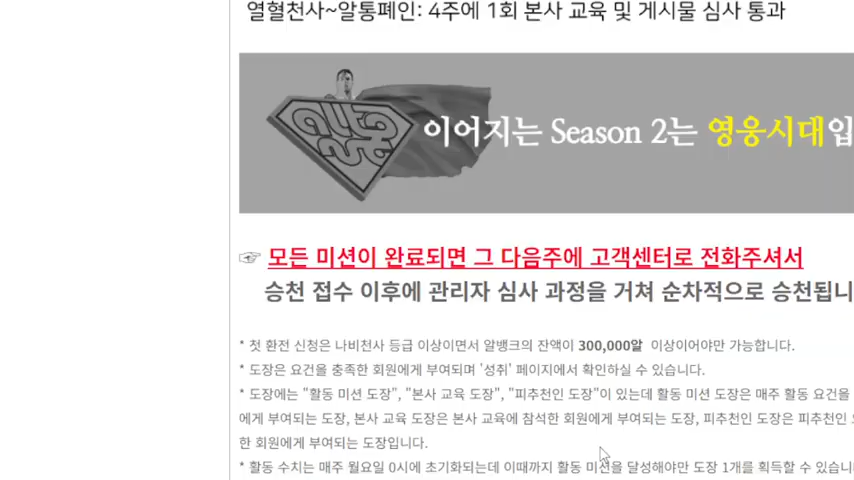 열혈천사~알통폐인: 4주에 1회 본사 교육 및 게시물 심사 통과
이어지는 Season 2는 영웅시대입
☞ 모든 미션이 완료되면 그 다음주에 고객센터로 전화주셔서
승천 접수 이후에 관리자 심사 과정을 거쳐 순차적으로 승천됩니
* 첫 환전 신청은 나비천사 등급 이상이면서 알뱅크의 잔액이 300,000알 이상이어야만 가능합니다.
* 도장은 요건을 충족한 회원에게 부여되며 '성취' 페이지에서 확인하실 수 있습니다.
* 도장에는 "활동 미션 도장", "본사 교육 도장", "피추천인 도장"이 있는데 활동 미션 도장은 매주 활동 요건을
에게 부여되는 도장, 본사 교육 도장은 본사 교육에 참석한 회원에게 부여되는 도장, 피추천인 도장은 피추천인
한 회원에게 부여되는 도장입니다.
* 활동 수치는 매주 월요일 0시에 초기화되는데 이때까지 활동 미션을 달성해야만 도장 1개를 획득할 수 있습니